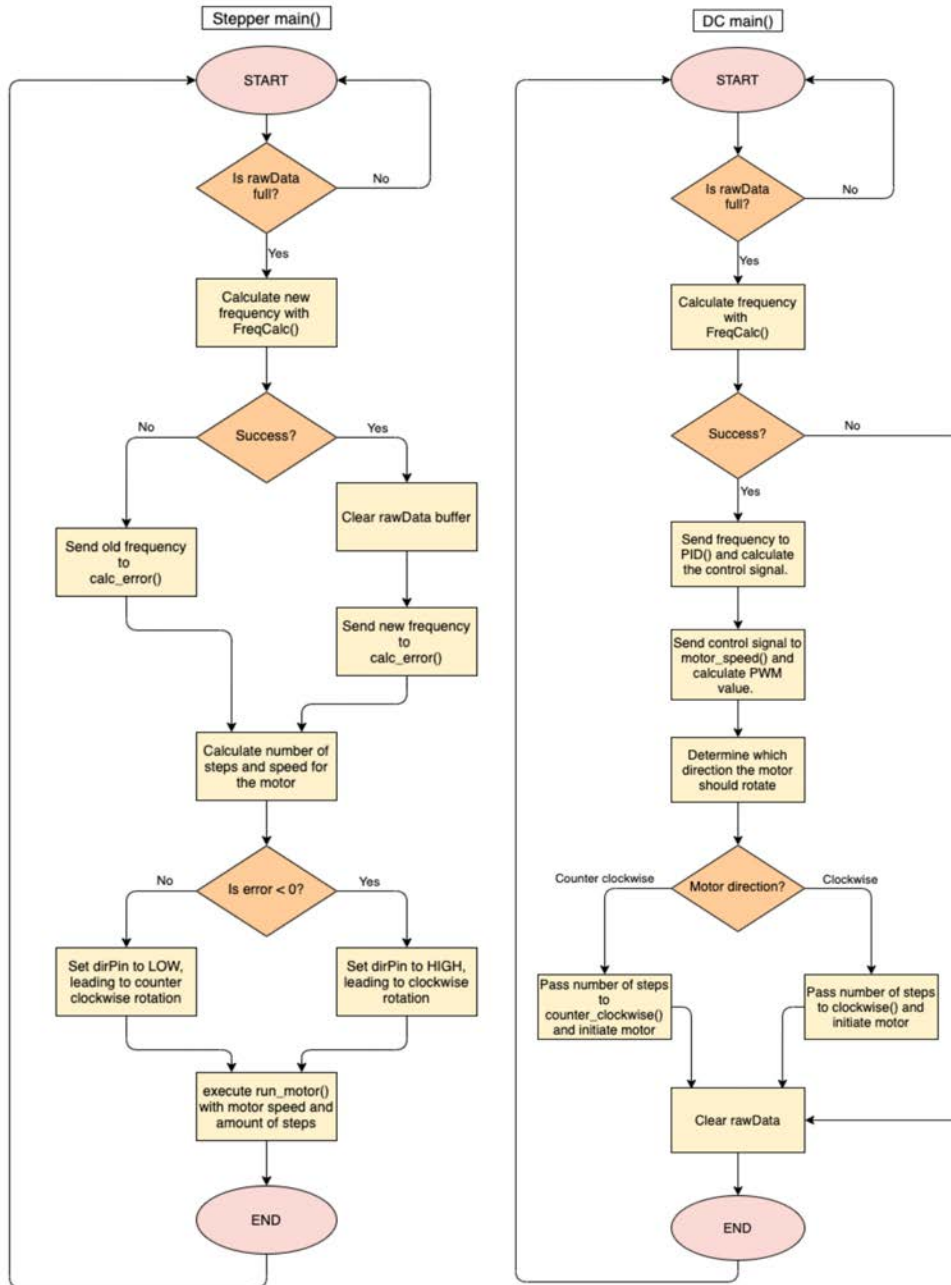 Stepper main()
START
Is rawData
full?
No
Yes
Calculate new
frequency with
FreqCalc()
Success?
No
Yes
Send old frequency
to
calc_error()
Clear rawData buffer
Send new frequency
to
calc_error()
Calculate number of
steps and speed for
the motor
Is error < 0?
No
Yes
Set dirPin to LOW,
leading to counter
clockwise rotation
Set dirPin to HIGH,
leading to clockwise
rotation
execute run_motor()
with motor speed and
amount of steps
END
DC main()
START
Is rawData
full?
No
Yes
Calculate frequency
with
FreqCalc()
Success?
No
Yes
Send frequency to
PID() and calculate
the control signal.
Send control signal to
motor_speed() and
calculate PWM
value.
Determine which
direction the motor
should rotate
Motor direction?
Counter clockwise
Clockwise
Pass number of steps
to
counter_clockwise()
and initiate motor
Pass number of steps
to clockwise() and
initiate motor
Clear rawData
END